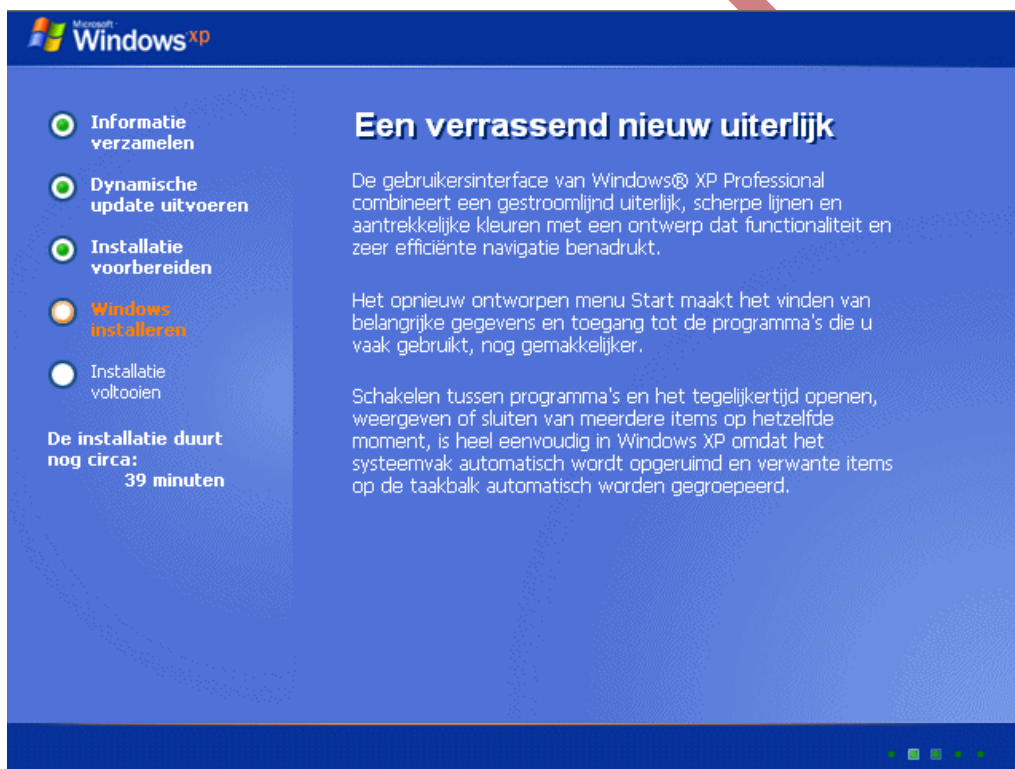 Microsoft
Windows xp
Informatie
verzamelen
Dynamische
update uitvoeren
Installatie
voorbereiden
Windows
installeren
Installatie
voltooien
De installatie duurt
nog circa:
39 minuten
Een verrassend nieuw uiterlijk
De gebruikersinterface van Windows® XP Professional
combineert een gestroomlijnd uiterlijk, scherpe lijnen en
aantrekkelijke kleuren met een ontwerp dat functionaliteit en
zeer efficiënte navigatie benadrukt.
Het opnieuw ontworpen menu Start maakt het vinden van
belangrijke gegevens en toegang tot de programma's die u
vaak gebruikt, nog gemakkelijker.
Schakelen tussen programma's en het tegelijkertijd openen,
weergeven of sluiten van meerdere items op hetzelfde
moment, is heel eenvoudig in Windows XP omdat het
systeemvak automatisch wordt opgeruimd en verwante items
op de taakbalk automatisch worden gegroepeerd.